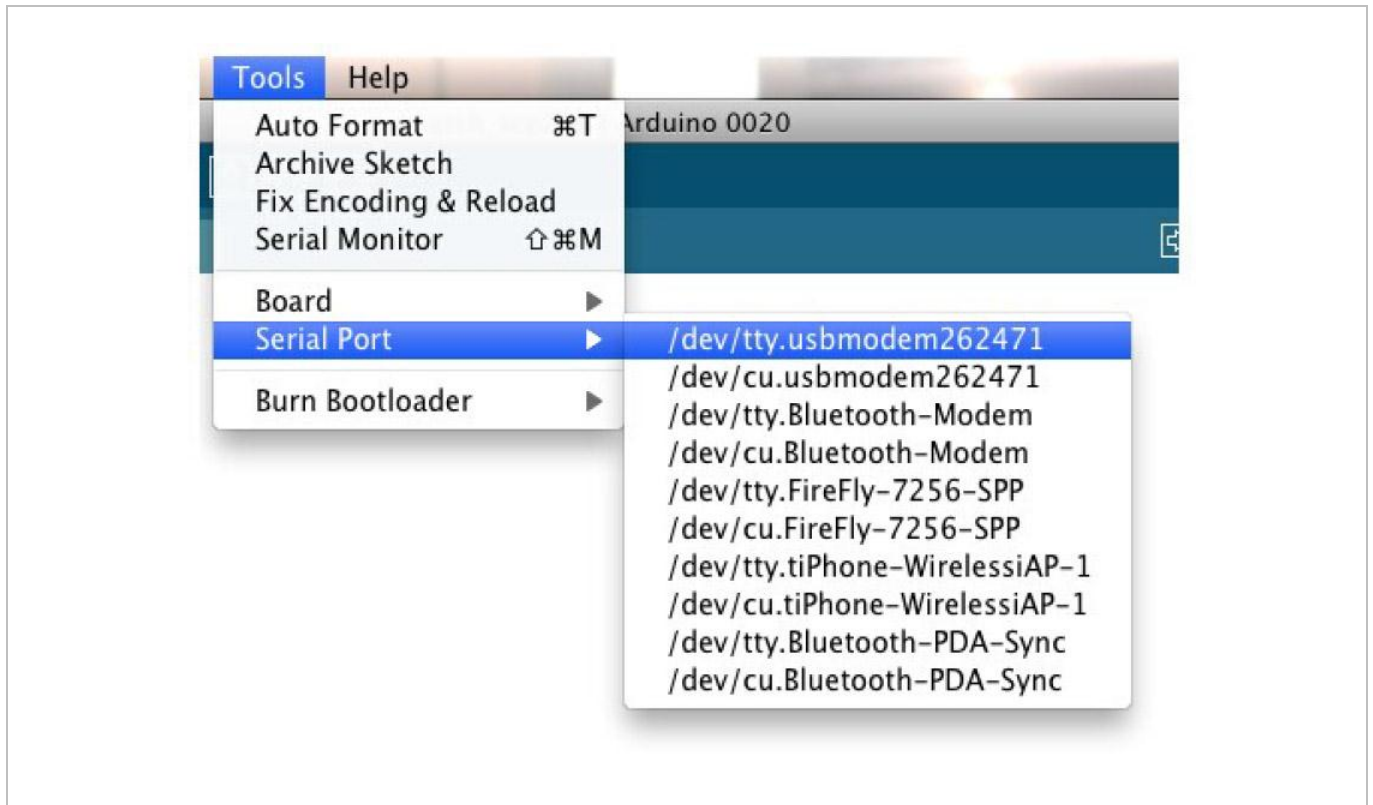 Tools Help
Arduino 0020
Auto Format ⌘T
Archive Sketch
Fix Encoding & Reload
Serial Monitor ⇧⌘M
Board
Serial Port
Burn Bootloader
/dev/tty.usbmodem262471
/dev/cu.usbmodem262471
/dev/tty.Bluetooth-Modem
/dev/cu.Bluetooth-Modem
/dev/tty.FireFly-7256-SPP
/dev/cu.FireFly-7256-SPP
/dev/tty.tiPhone-WirelessiAP-1
/dev/cu.tiPhone-WirelessiAP-1
/dev/tty.Bluetooth-PDA-Sync
/dev/cu.Bluetooth-PDA-Sync